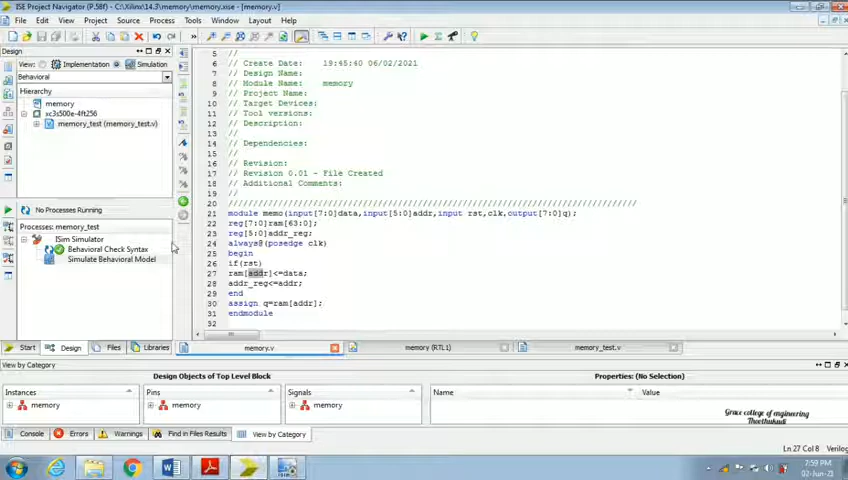 ISE Project Navigator (P.58f) - C:\Xilinx\14.3\memory\memory.xise - [memory.v]
File Edit View Project Source Process Tools Window Layout Help
Design
View: Implementation Simulation
Behavioral
Hierarchy
memory
xc3s500e-4ft256
memory_test (memory_test.v)
No Processes Running
Processes: memory_test
ISim Simulator
Behavioral Check Syntax
Simulate Behavioral Model
Start Design Files Libraries
5 //
6 // Create Date: 19:45:40 06/02/2021
7 // Design Name:
8 // Module Name: memory
9 // Project Name:
10 // Target Devices:
11 // Tool versions:
12 // Description:
13 //
14 // Dependencies:
15 //
16 // Revision:
17 // Revision 0.01 - File Created
18 // Additional Comments:
19 //
20 //////////////////////////////////////////////////////////////////////////////////
21 module memo(input[7:0]data,input[5:0]addr,input rst,clk,output[7:0]q);
22 reg[7:0]ram[63:0];
23 reg[5:0]addr_reg;
24 always@(posedge clk)
25 begin
26 if(rst)
27 ram[addr]<=data;
28 addr_reg<=addr;
29 end
30 assign q=ram[addr];
31 endmodule
32
memory.v memory (RTL1) memory_test.v
View by Category
Design Objects of Top Level Block
Properties: (No Selection)
Instances Pins Signals Name Value
memory memory memory
Grace college of engineering
Thoothukudi
Console Errors Warnings Find in Files Results View by Category
Ln 27 Col 8 Verilog
7:59 PM
02-Jun-21